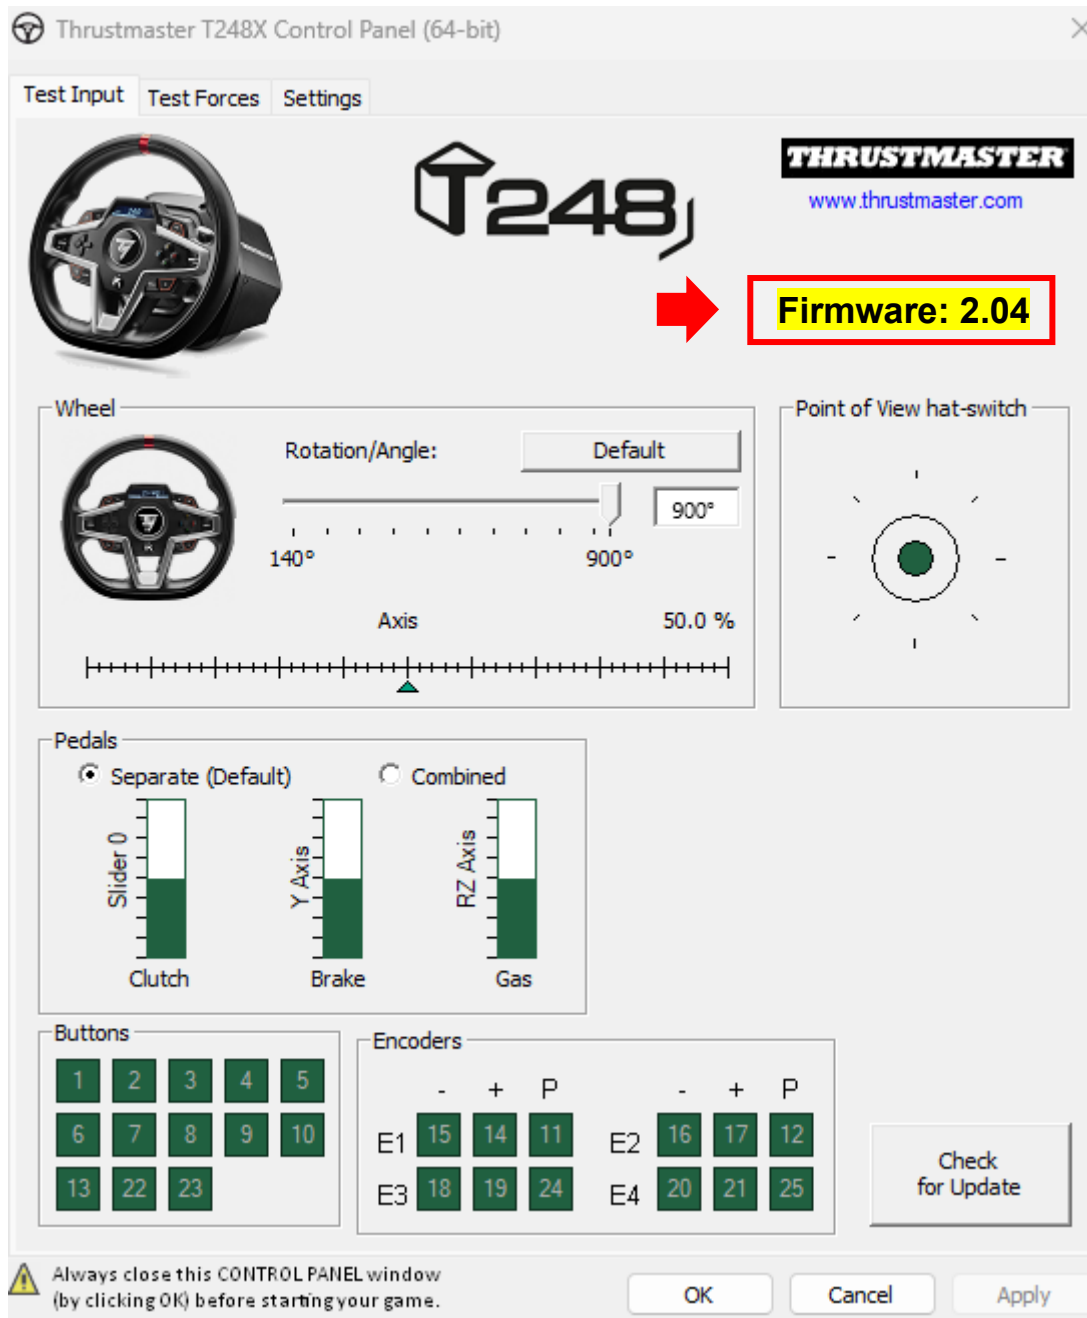 Thrustmaster T248X Control Panel (64-bit)
Test Input Test Forces Settings
T248
THRUSTMASTER
www.thrustmaster.com
Firmware: 2.04
Wheel
Rotation/Angle:
Default
900°
140° 900°
Axis 50.0 %
Point of View hat-switch
Pedals
Separate (Default) Combined
Slider 0
Y Axis
RZ Axis
Clutch Brake Gas
Buttons
1 2 3 4 5
6 7 8 9 10
13 22 23
Encoders
- + P - + P
E1 15 14 11 E2 16 17 12
E3 18 19 24 E4 20 21 25
Check
for Update
Always close this CONTROL PANEL window
(by clicking OK) before starting your game.
OK Cancel Apply